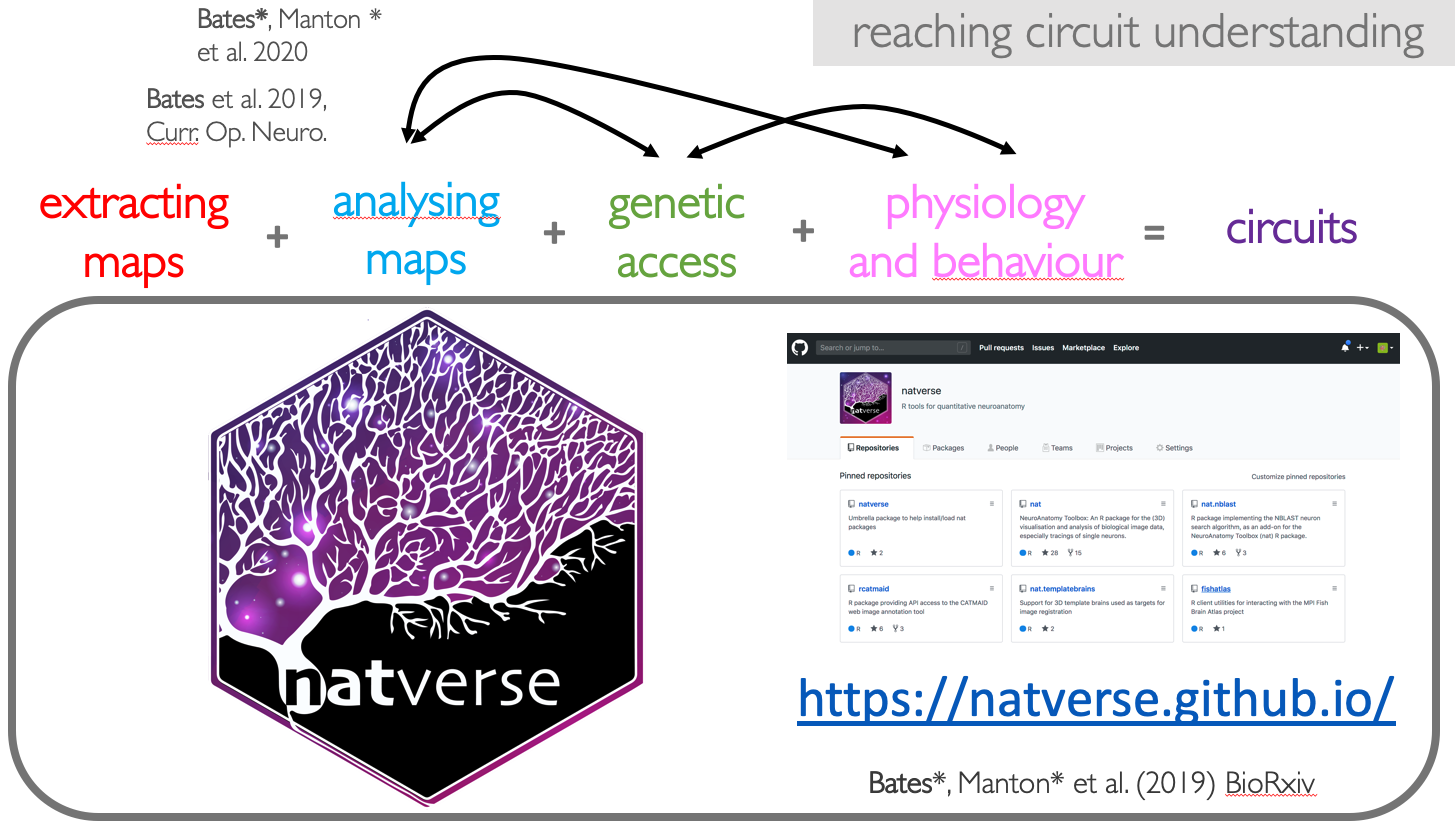 Bates*, Manton *
et al. 2020
Bates et al. 2019,
Curr. Op. Neuro.
reaching circuit understanding
extracting
maps
+
analysing
maps
+
genetic
access
+
physiology
and behaviour
=
circuits
natverse
Search or jump to...
/
Pull requests Issues Marketplace Explore
natverse
natverse
R tools for quantitative neuroanatomy
Repositories Packages People Teams Projects Settings
Pinned repositories
Customize pinned repositories
natverse
Umbrella package to help install/load nat
packages
R 2
nat
NeuroAnatomy Toolbox: An R package for the (3D)
visualisation and analysis of biological image data,
especially tracings of single neurons.
R 28 15
nat.nblast
R package implementing the NBLAST neuron
search algorithm, as an add-on for the
NeuroAnatomy Toolbox (nat) R package.
R 6 3
rcatmaid
R package providing API access to the CATMAID
web image annotation tool
R 6 3
nat.templatebrains
Support for 3D template brains used as targets for
image registration
R 2
fishatlas
R client utilities for interacting with the MPI Fish
Brain Atlas project
R 1
https://natverse.github.io/
Bates*, Manton* et al. (2019) BioRxiv